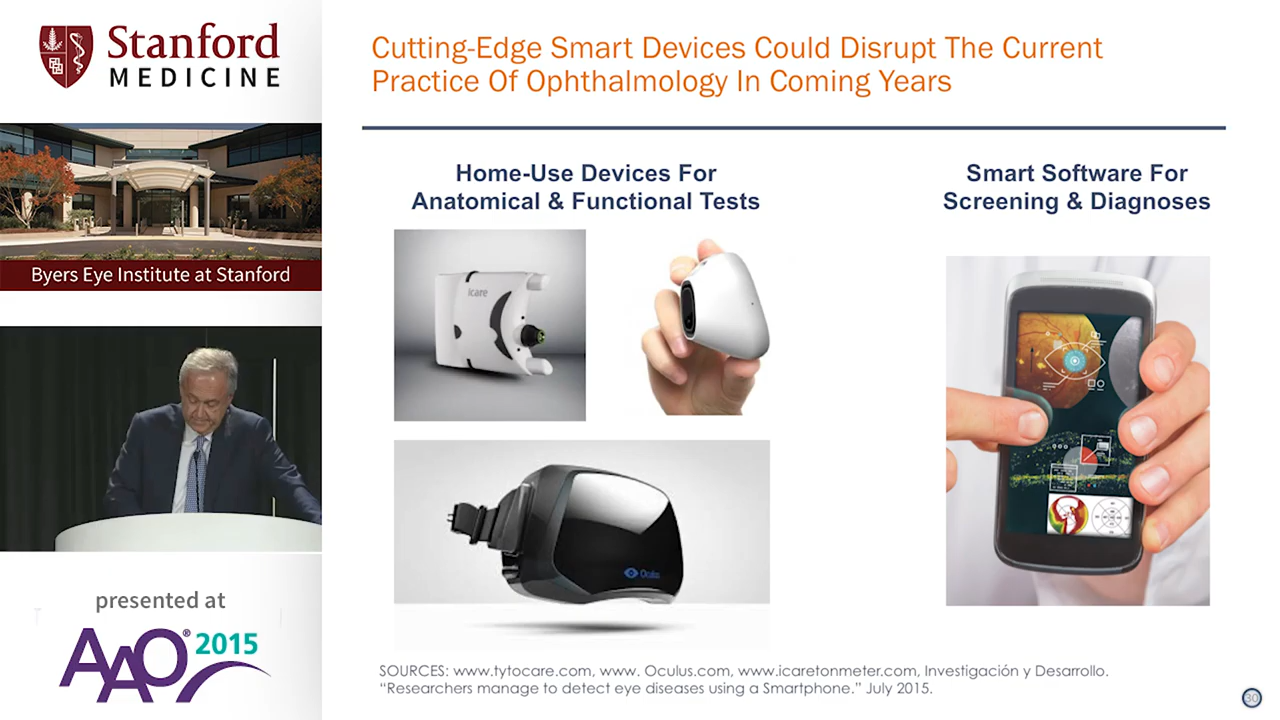 Stanford
MEDICINE
Byers Eye Institute at Stanford
presented at
AAO® 2015
Cutting-Edge Smart Devices Could Disrupt The Current
Practice Of Ophthalmology In Coming Years
Home-Use Devices For
Anatomical & Functional Tests
Smart Software For
Screening & Diagnoses
icare
Oculus
SOURCES: www.tytocare.com, www. Oculus.com, www.icaretonmeter.com, Investigación y Desarrollo.
“Researchers manage to detect eye diseases using a Smartphone.” July 2015.
30